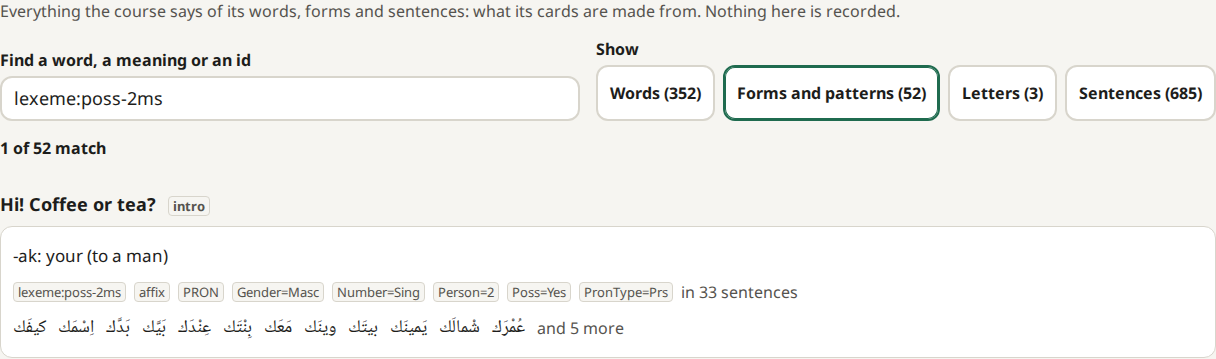 Everything the course says of its words, forms and sentences: what its cards are made from. Nothing here is recorded.
Find a word, a meaning or an id
lexeme:poss-2ms
Show
Words (352) Forms and patterns (52) Letters (3) Sentences (685)
1 of 52 match
Hi! Coffee or tea? intro
-ak: your (to a man)
lexeme:poss-2ms affix PRON Gender=Masc Number=Sing Person=2 Poss=Yes PronType=Prs in 33 sentences
كيفَك اِسْمَك بَدَّك بَيَّك عِنْدَك بِنْتَك مَعَك وينَك بيتَك يَمينَك شْمالَك عُمْرَك and 5 more